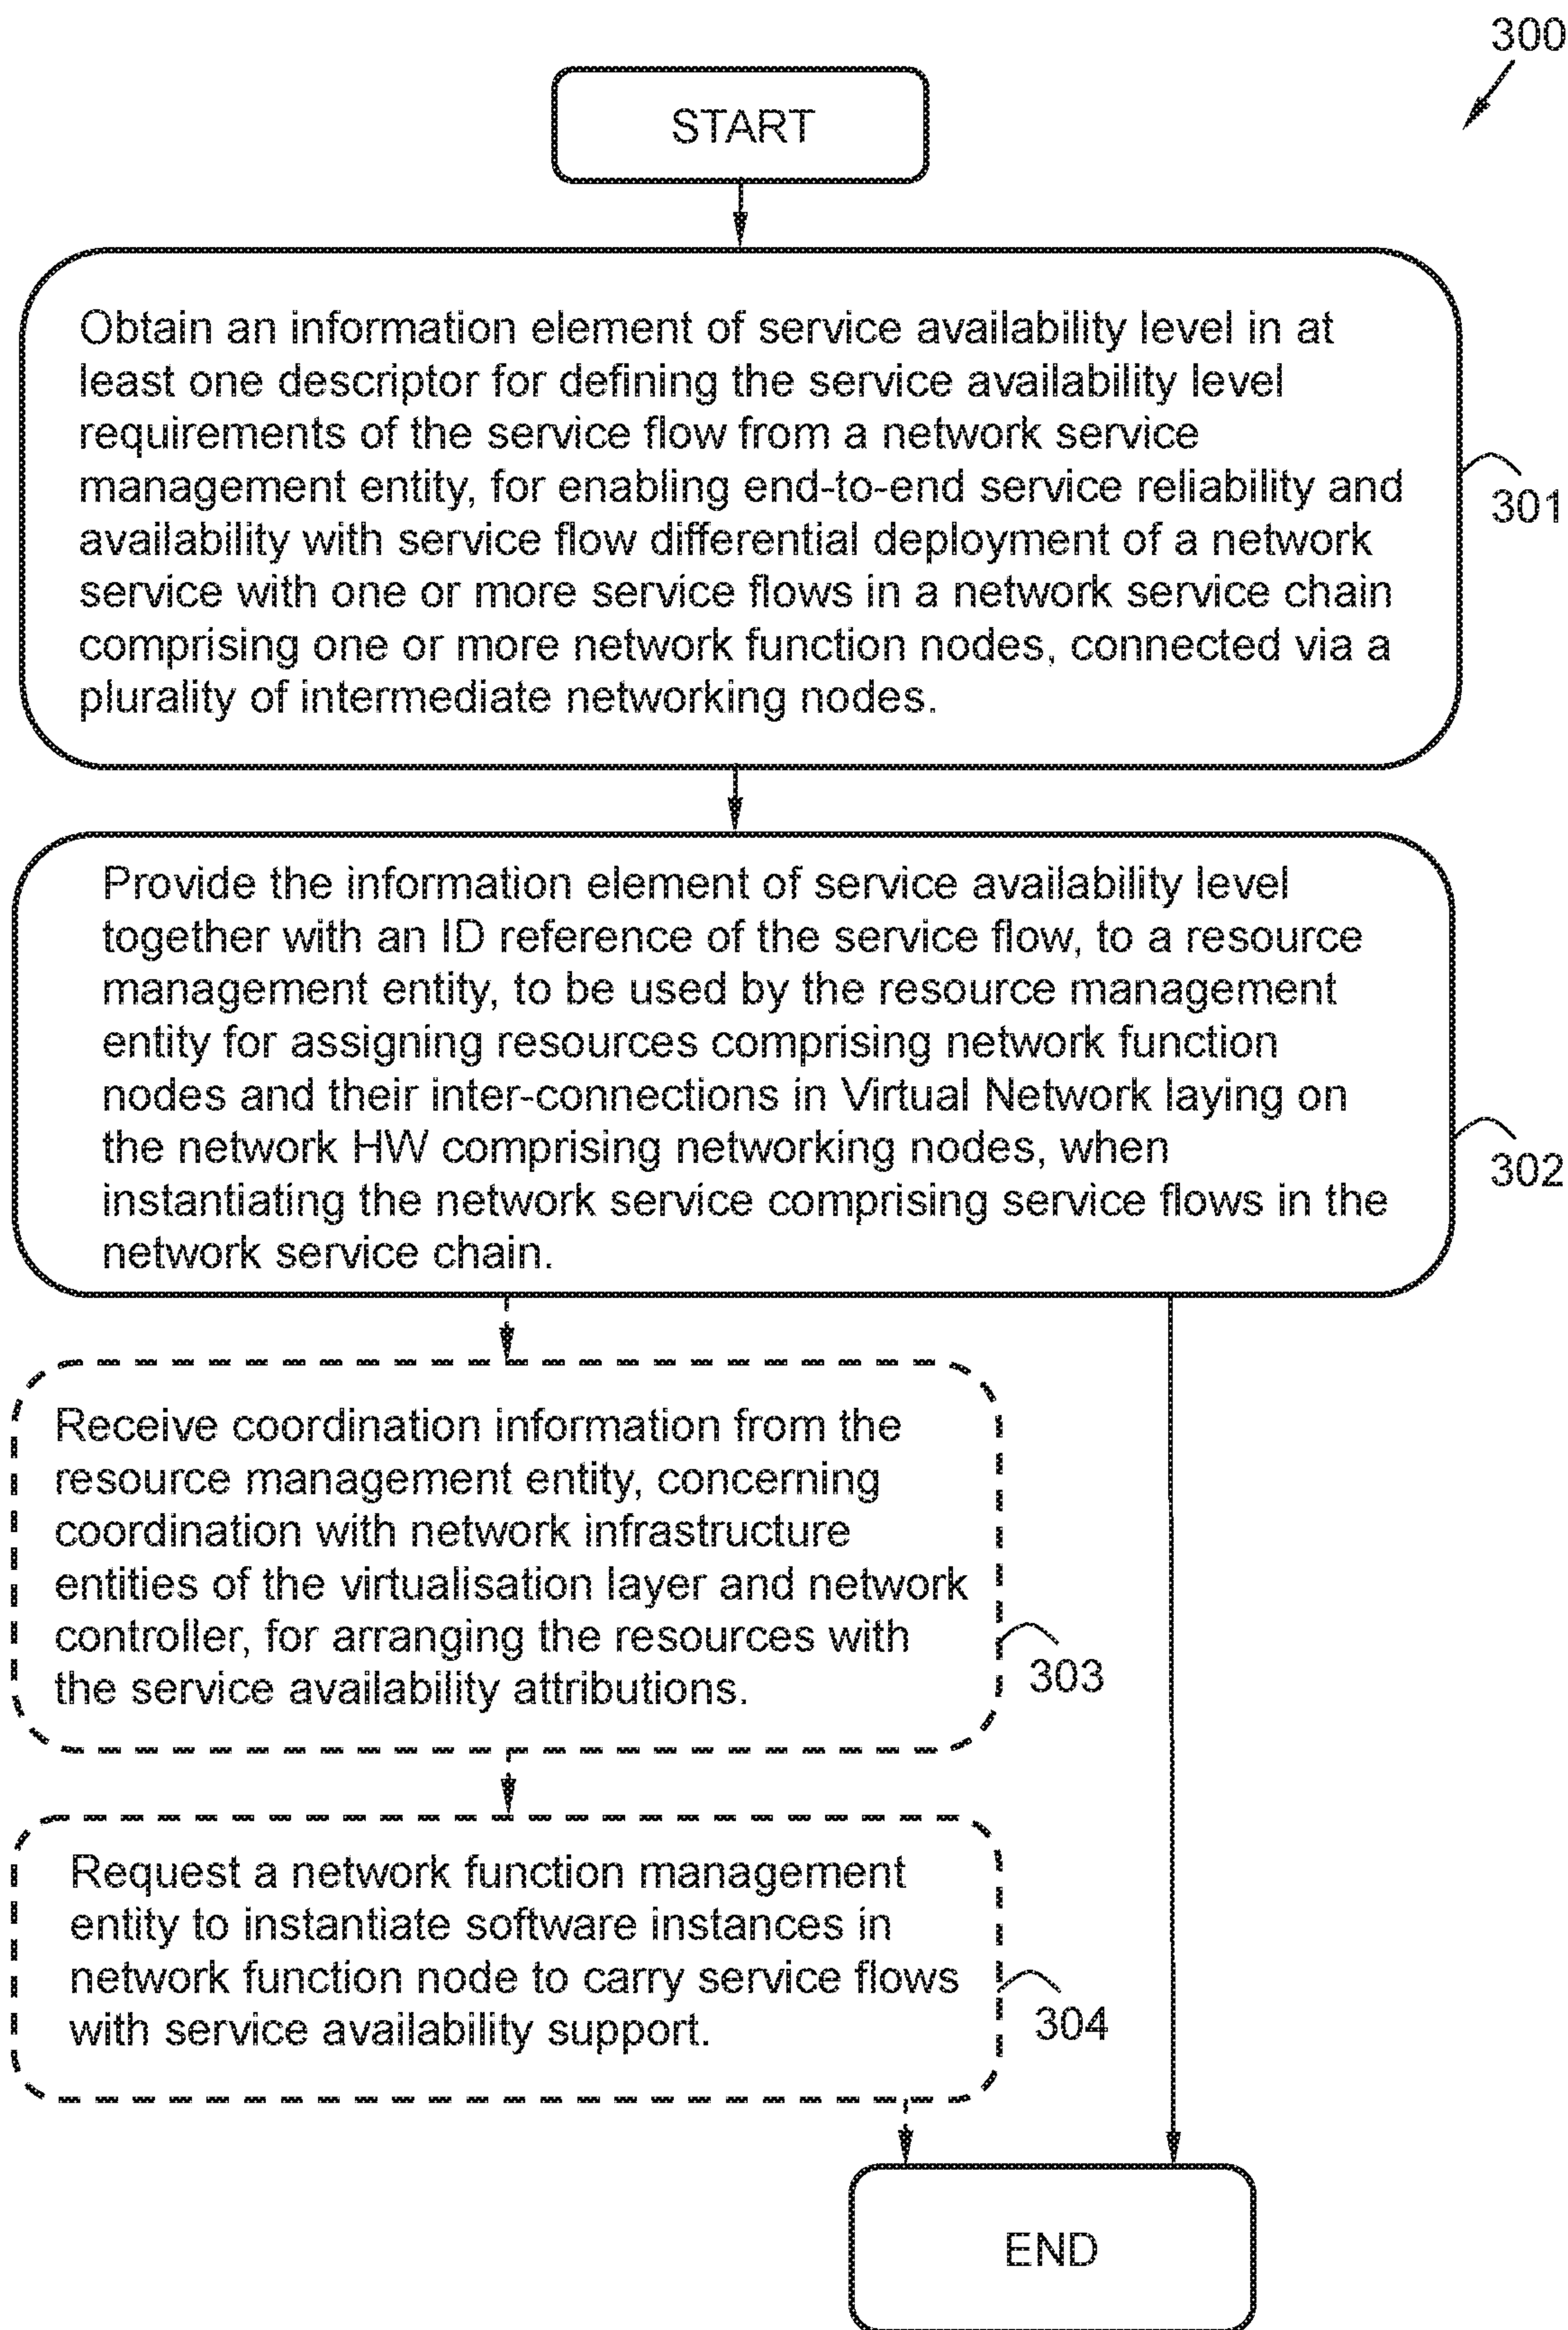 300
START
Obtain an information element of service availability level in at
least one descriptor for defining the service availability level
requirements of the service flow from a network service
management entity, for enabling end-to-end service reliability and
availability with service flow differential deployment of a network
service with one or more service flows in a network service chain
comprising one or more network function nodes, connected via a
plurality of intermediate networking nodes.
301
Provide the information element of service availability level
together with an ID reference of the service flow, to a resource
management entity, to be used by the resource management
entity for assigning resources comprising network function
nodes and their inter-connections in Virtual Network laying on
the network HW comprising networking nodes, when
instantiating the network service comprising service flows in the
network service chain.
302
Receive coordination information from the
resource management entity, concerning
coordination with network infrastructure
entities of the virtualisation layer and network
controller, for arranging the resources with
the service availability attributions.
303
Request a network function management
entity to instantiate software instances in
network function node to carry service flows
with service availability support.
304
END